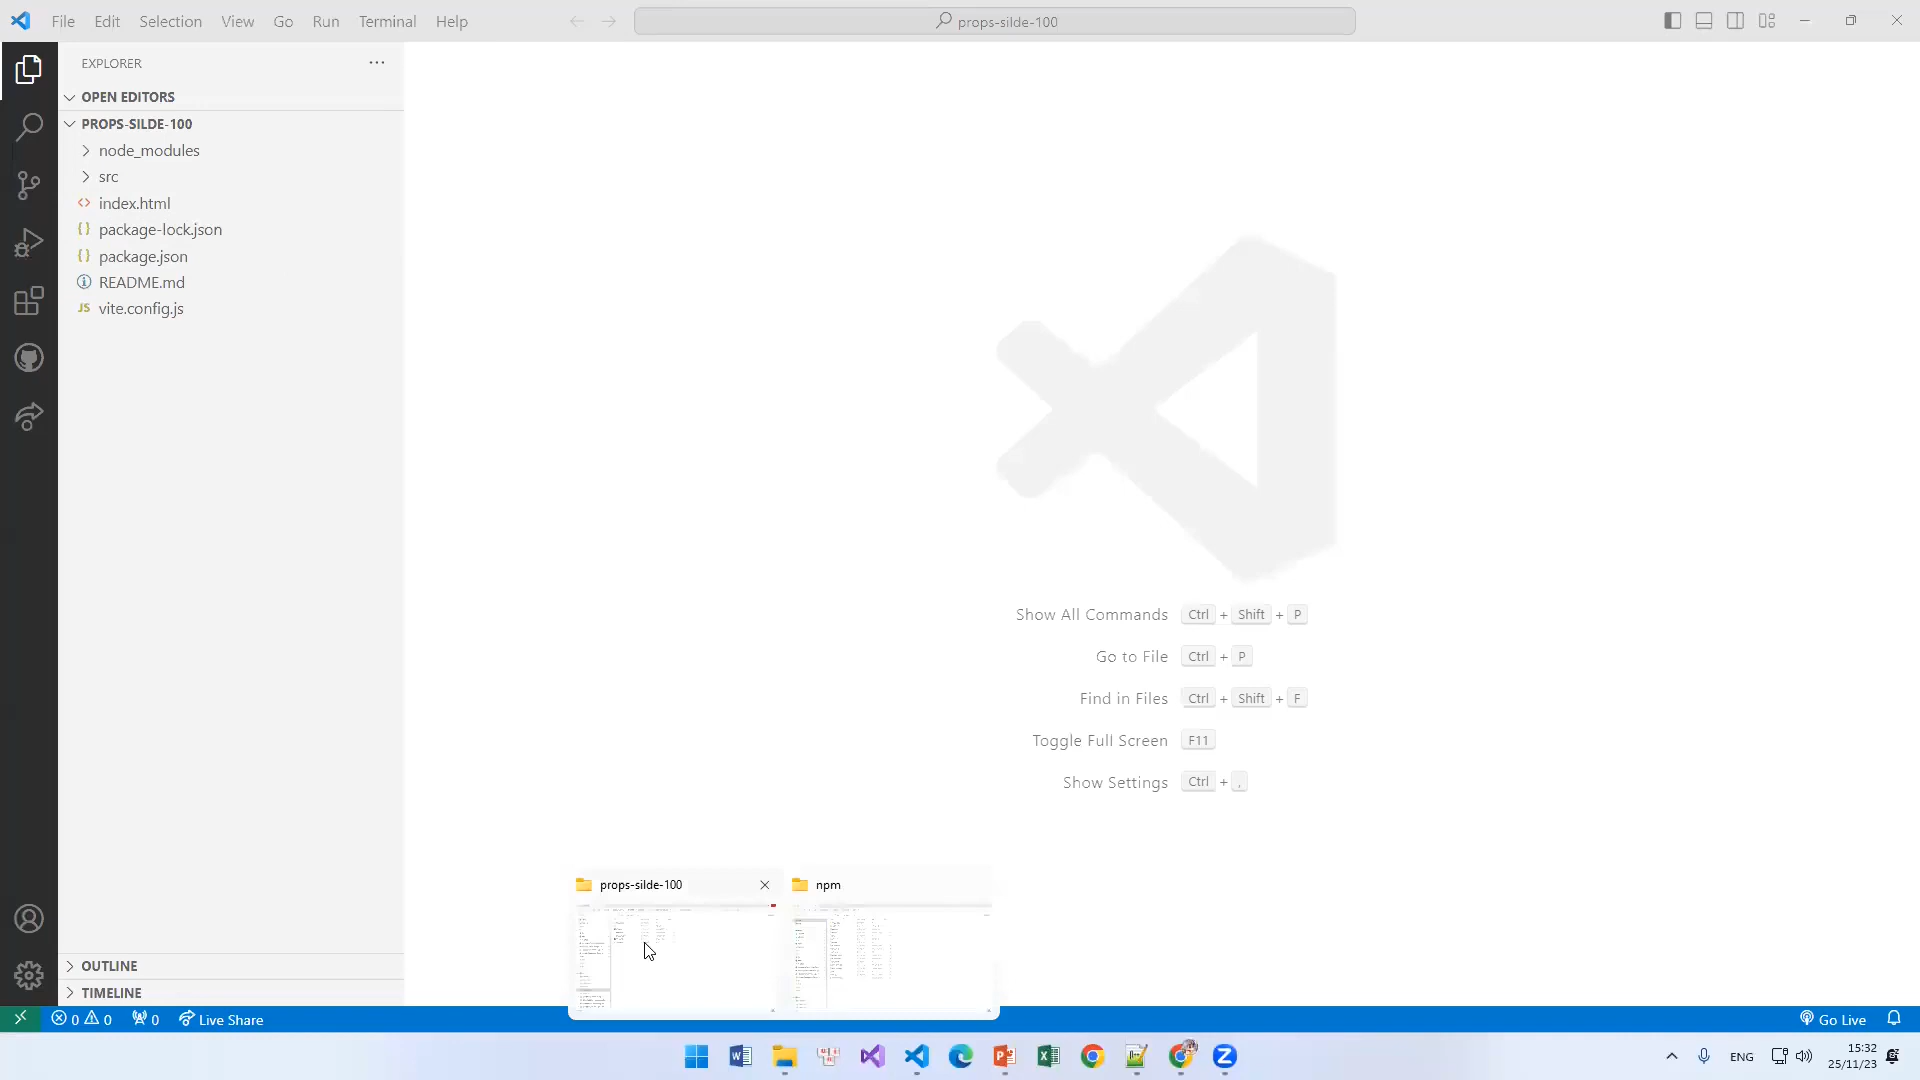 File Edit Selection View Go Run Terminal Help
props-silde-100
EXPLORER
OPEN EDITORS
PROPS-SILDE-100
node_modules
src
index.html
package-lock.json
package.json
README.md
JS vite.config.js
Show All Commands Ctrl + Shift + P
Go to File Ctrl + P
Find in Files Ctrl + Shift + F
Toggle Full Screen F11
Show Settings Ctrl + ,
props-silde-100
npm
OUTLINE
TIMELINE
0 0 0 Live Share
Go Live
ENG
15:32
25/11/23